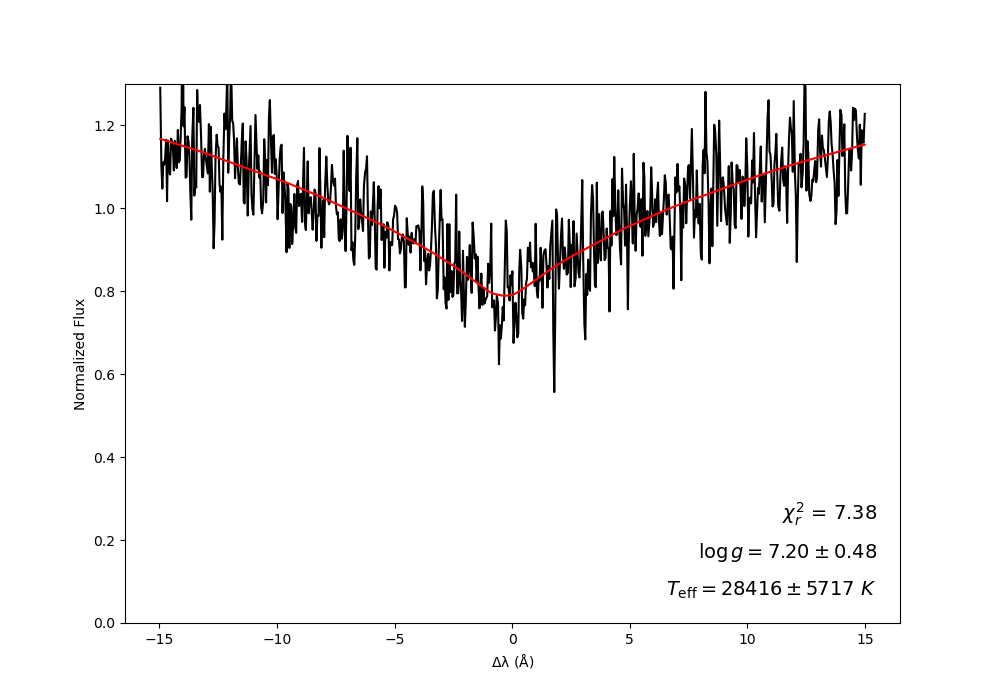 1.2
1.0
0.8
0.6
0.4
0.2
0.0
Normalized Flux
χ²ᵣ = 7.38
log g = 7.20 ± 0.48
T_eff = 28416 ± 5717 K
−15 −10 −5 0 5 10 15
Δλ (Å)